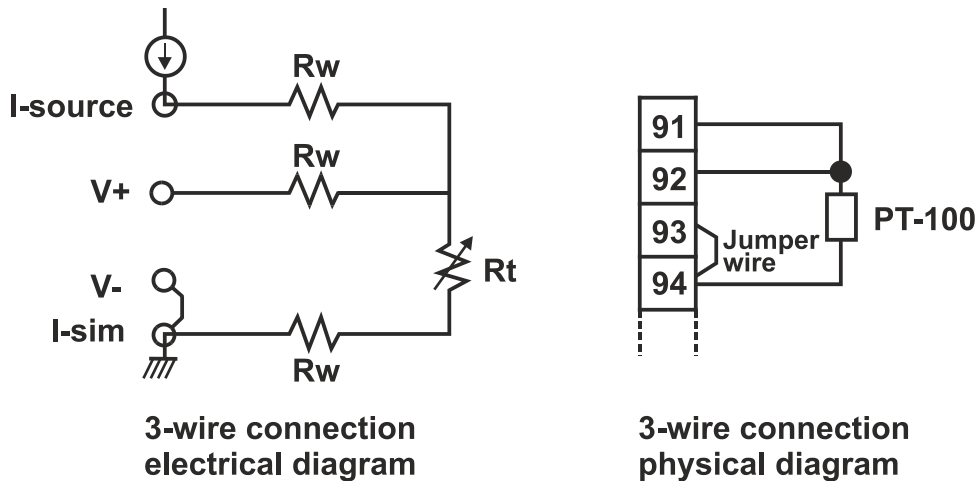 Rw
I-source
Rw
V+
V-
Rt
I-sim
Rw
3-wire connection
electrical diagram
91
92
93
94
Jumper
wire
PT-100
3-wire connection
physical diagram